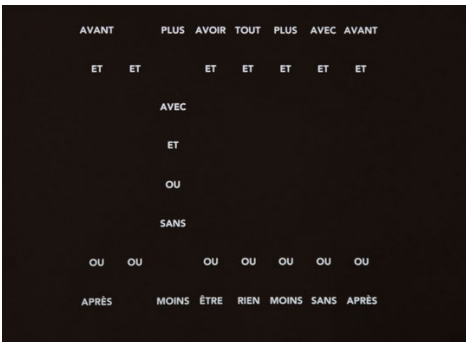 AVANT PLUS AVOIR TOUT PLUS AVEC AVANT
ET ET ET ET ET ET ET
AVEC
ET
OU
SANS
OU OU OU OU OU OU OU
APRÈS MOINS ÊTRE RIEN MOINS SANS APRÈS